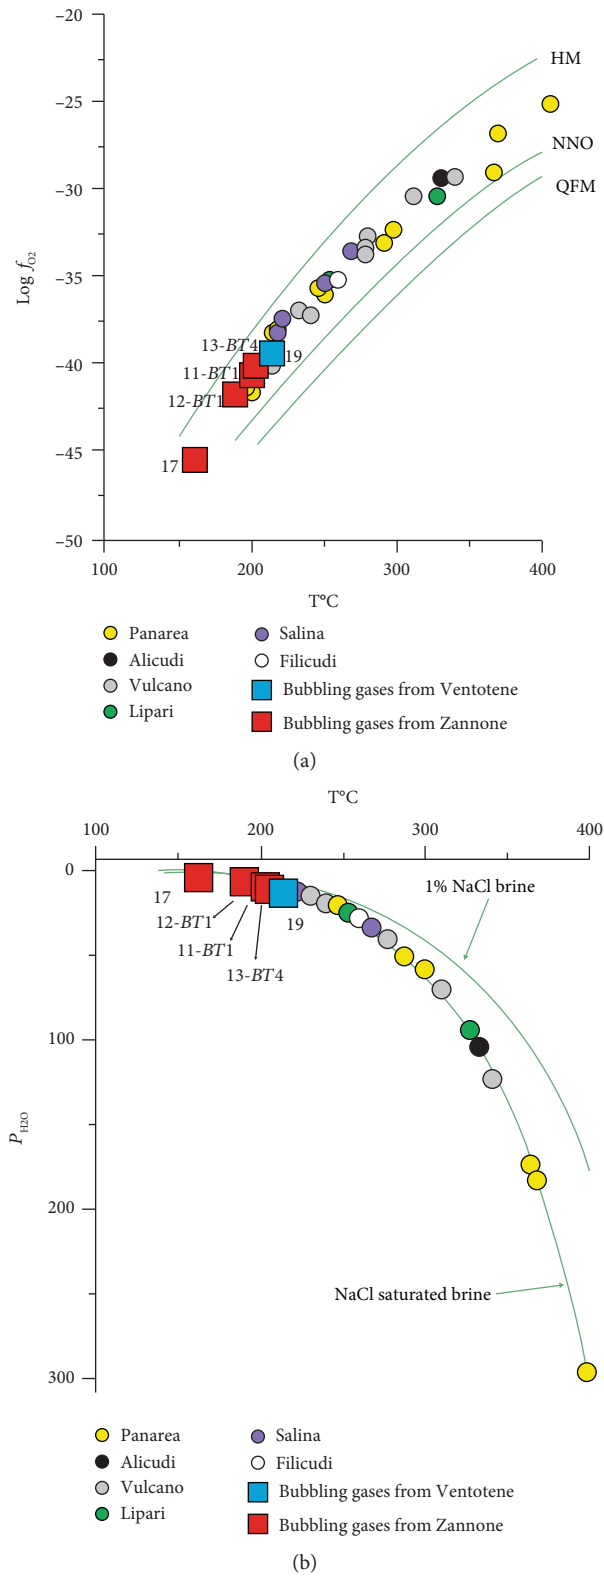 −20
HM
−25
NNO
−30
QFM
Log fO2
−35
13-BT4
19
−40
11-BT1
12-BT1
17
−45
−50
100
200
300
400
T°C
Panarea
Salina
Alicudi
Filicudi
Vulcano
Bubbling gases from Ventotene
Lipari
Bubbling gases from Zannone
(a)
T°C
100
200
300
400
0
1% NaCl brine
17
12-BT1
19
11-BT1
13-BT4
100
PH2O
200
NaCl saturated brine
300
Panarea
Salina
Alicudi
Filicudi
Vulcano
Bubbling gases from Ventotene
Lipari
Bubbling gases from Zannone
(b)